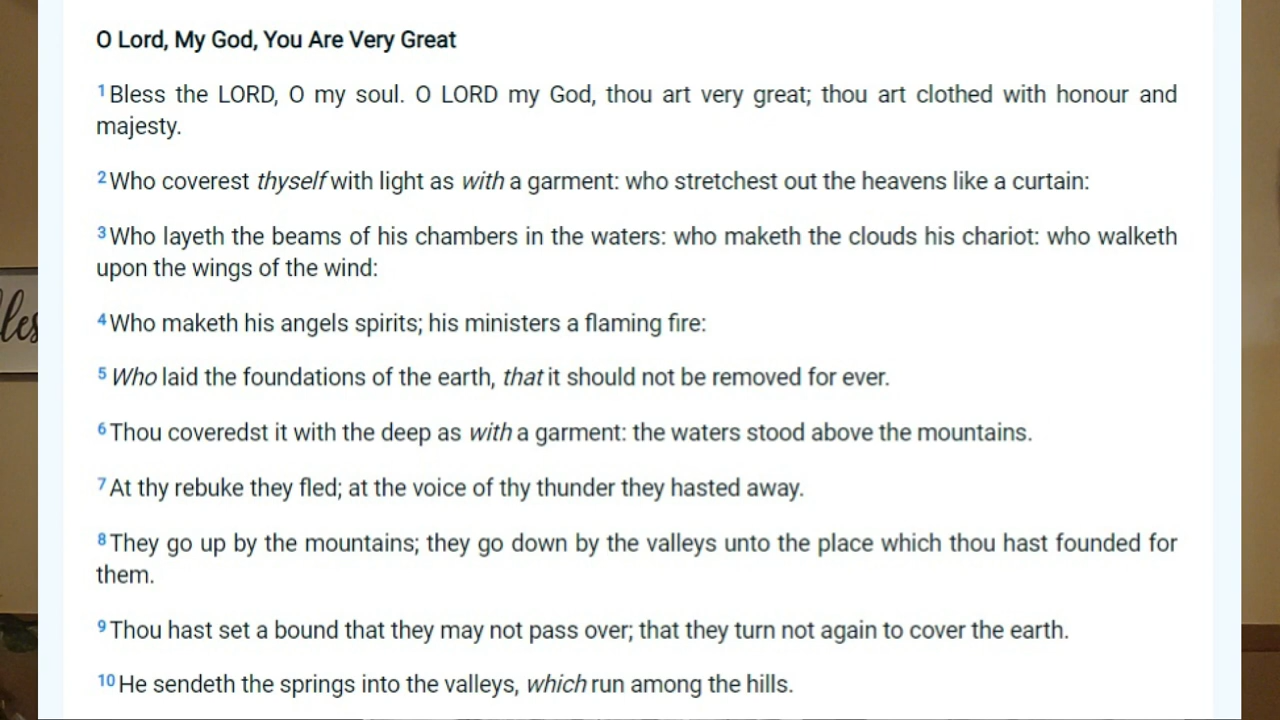 O Lord, My God, You Are Very Great
1 Bless the LORD, O my soul. O LORD my God, thou art very great; thou art clothed with honour and
majesty.
2 Who coverest thyself with light as with a garment: who stretchest out the heavens like a curtain:
3 Who layeth the beams of his chambers in the waters: who maketh the clouds his chariot: who walketh
upon the wings of the wind:
les
4 Who maketh his angels spirits; his ministers a flaming fire:
5 Who laid the foundations of the earth, that it should not be removed for ever.
6 Thou coveredst it with the deep as with a garment: the waters stood above the mountains.
7 At thy rebuke they fled; at the voice of thy thunder they hasted away.
8 They go up by the mountains; they go down by the valleys unto the place which thou hast founded for
them.
9 Thou hast set a bound that they may not pass over; that they turn not again to cover the earth.
10 He sendeth the springs into the valleys, which run among the hills.